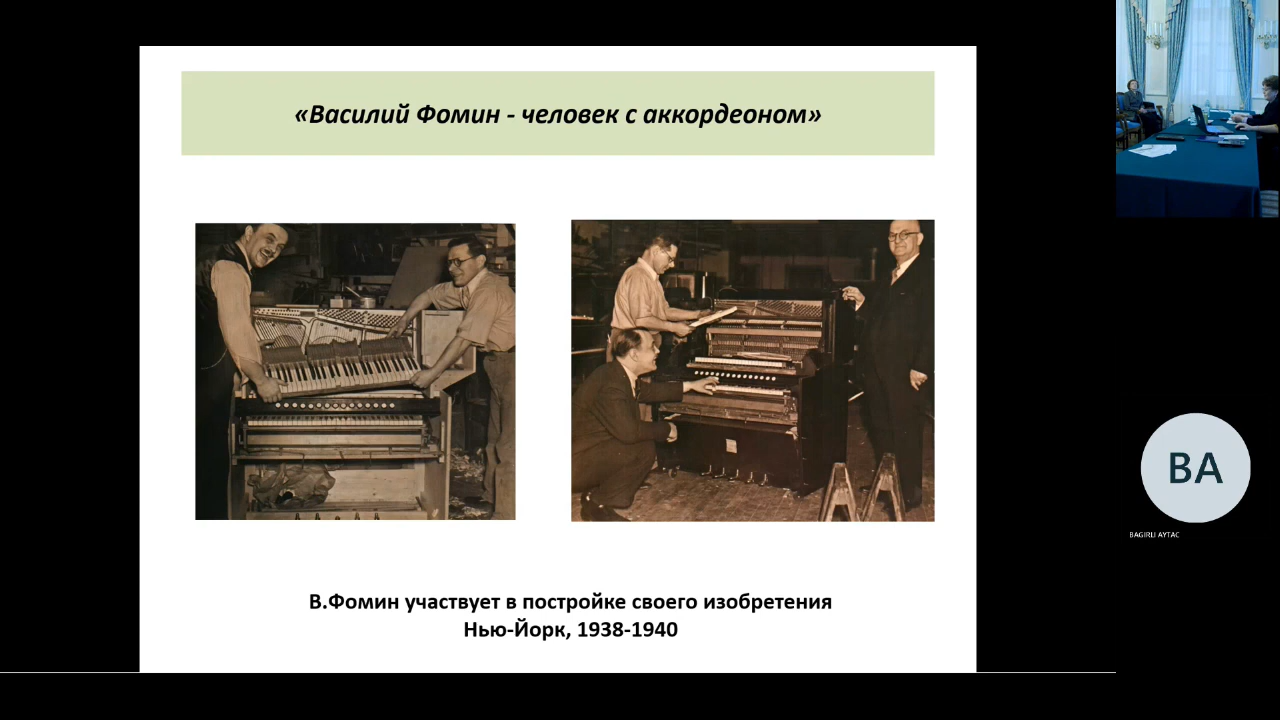 «Василий Фомин - человек с аккордеоном»
В.Фомин участвует в постройке своего изобретения
Нью-Йорк, 1938-1940
BA
BAGIRLI AYTAC